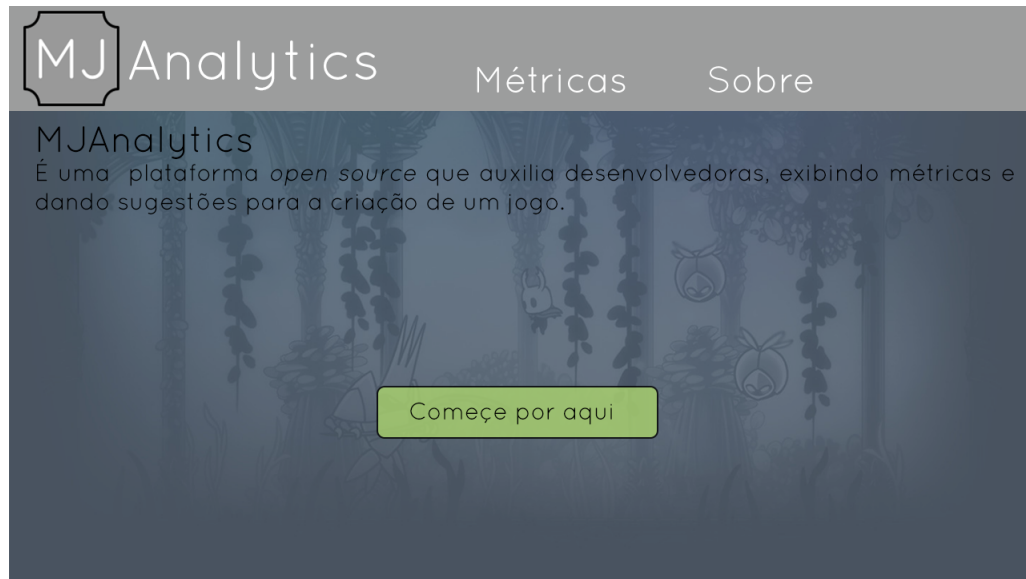 MJ Analytics
Métricas Sobre
MJAnalytics
É uma plataforma open source que auxilia desenvolvedoras, exibindo métricas e
dando sugestões para a criação de um jogo.
Começe por aqui